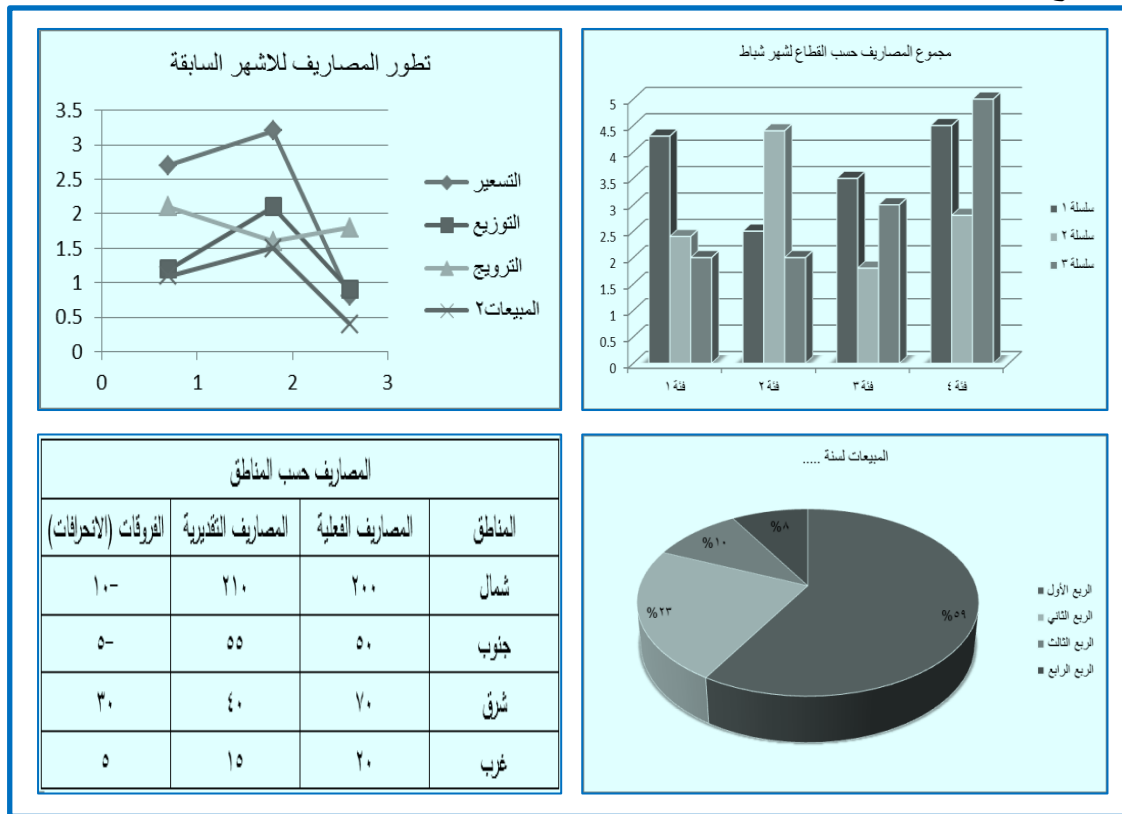 مجموع المصاريف حسب القطاع لشهر شباط
5
4.5
4
3.5
3
2.5
2
1.5
1
0.5
0
فئة ١ فئة ٢ فئة ٣ فئة ٤
سلسلة ١
سلسلة ٢
سلسلة ٣
تطور المصاريف للاشهر السابقة
3.5
3
2.5
2
1.5
1
0.5
0
0 1 2 3
التسعير
التوزيع
الترويج
المبيعات٢
المبيعات لسنة .....
%٨
%١٠
%٢٣
%٥٩
الربع الأول
الربع الثاني
الربع الثالث
الربع الرابع
المصاريف حسب المناطق
المناطق المصاريف الفعلية المصاريف التقديرية الفروقات (الانحرافات)
شمال ٢٠٠ ٢١٠ -١٠
جنوب ٥٠ ٥٥ -٥
شرق ٧٠ ٤٠ ٣٠
غرب ٢٠ ١٥ ٥